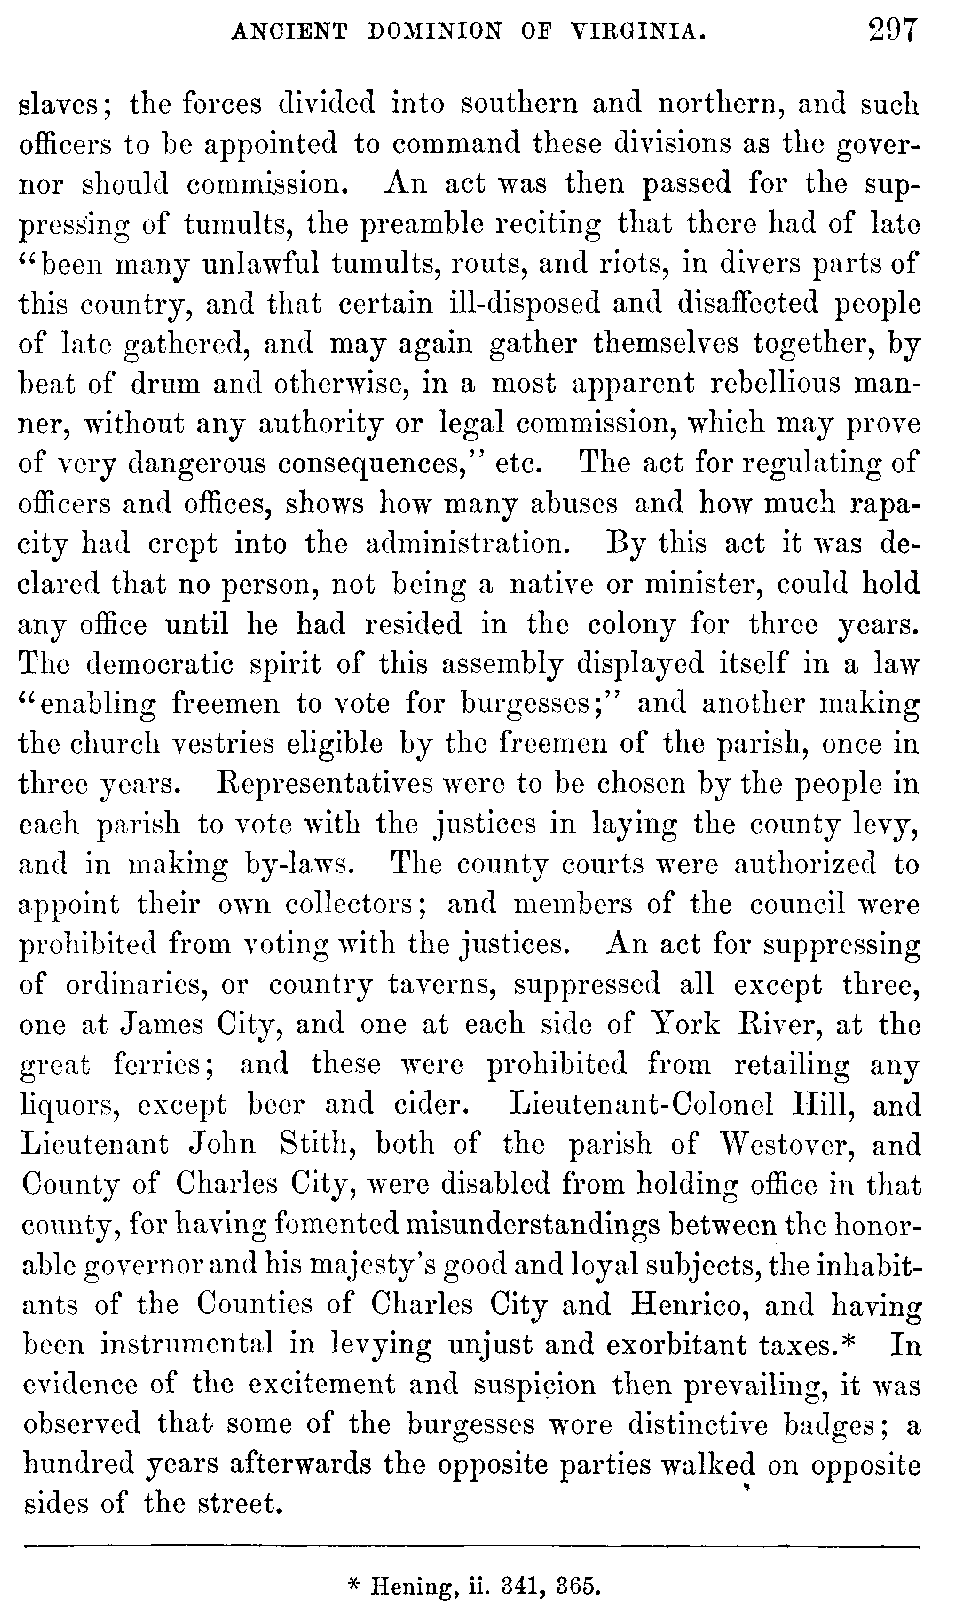 ANCIENT DOMINION OF VIRGINIA. 297
slaves; the forces divided into southern and northern, and such
officers to be appointed to command these divisions as the gover-
nor should commission. An act was then passed for the sup-
pressing of tumults, the preamble reciting that there had of late
“been many unlawful tumults, routs, and riots, in divers parts of
this country, and that certain ill-disposed and disaffected people
of late gathered, and may again gather themselves together, by
beat of drum and otherwise, in a most apparent rebellious man-
ner, without any authority or legal commission, which may prove
of very dangerous consequences,” etc. The act for regulating of
officers and offices, shows how many abuses and how much rapa-
city had crept into the administration. By this act it was de-
clared that no person, not being a native or minister, could hold
any office until he had resided in the colony for three years.
The democratic spirit of this assembly displayed itself in a law
“enabling freemen to vote for burgesses;” and another making
the church vestries eligible by the freemen of the parish, once in
three years. Representatives were to be chosen by the people in
each parish to vote with the justices in laying the county levy,
and in making by-laws. The county courts were authorized to
appoint their own collectors; and members of the council were
prohibited from voting with the justices. An act for suppressing
of ordinaries, or country taverns, suppressed all except three,
one at James City, and one at each side of York River, at the
great ferries; and these were prohibited from retailing any
liquors, except beer and cider. Lieutenant-Colonel Hill, and
Lieutenant John Stith, both of the parish of Westover, and
County of Charles City, were disabled from holding office in that
county, for having fomented misunderstandings between the honor-
able governor and his majesty's good and loyal subjects, the inhabit-
ants of the Counties of Charles City and Henrico, and having
been instrumental in levying unjust and exorbitant taxes.* In
evidence of the excitement and suspicion then prevailing, it was
observed that some of the burgesses wore distinctive badges; a
hundred years afterwards the opposite parties walked on opposite
sides of the street.
* Hening, ii. 341, 365.